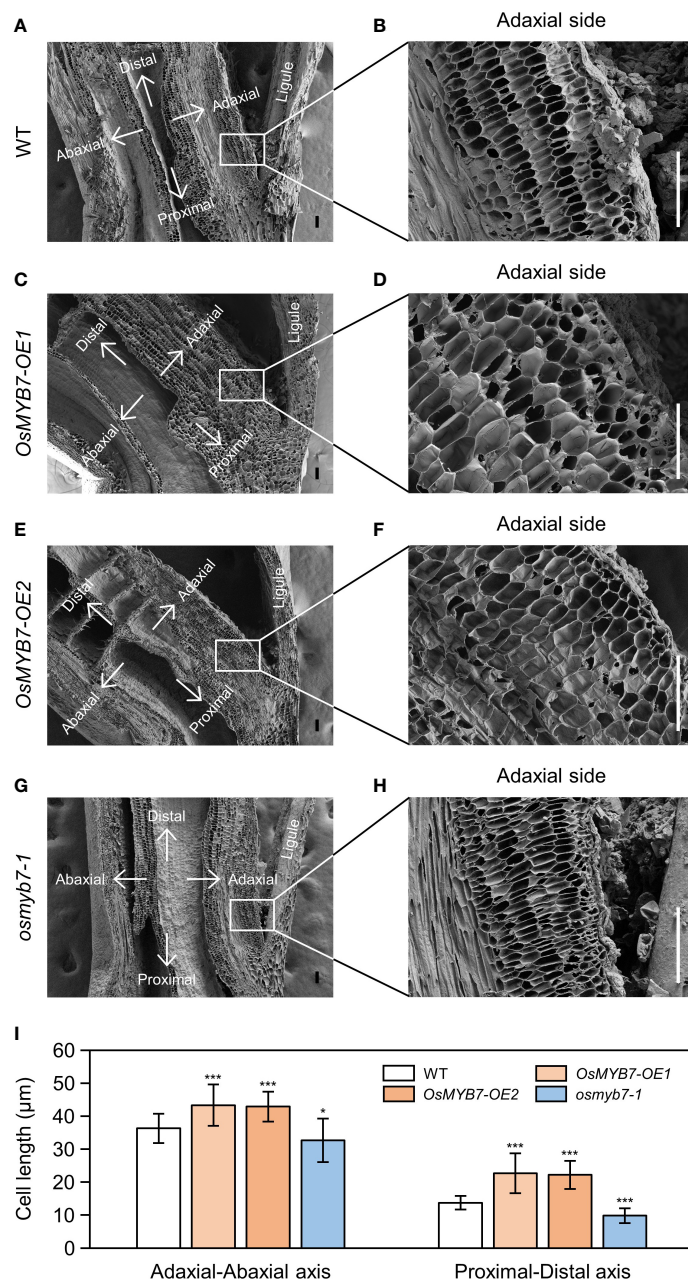 A
B
Adaxial side
WT
Distal
Adaxial
Ligule
Abaxial
Proximal
C
D
Adaxial side
OsMYB7-OE1
Distal
Adaxial
Ligule
Abaxial
Proximal
E
F
Adaxial side
OsMYB7-OE2
Distal
Adaxial
Ligule
Abaxial
Proximal
G
H
Adaxial side
osmyb7-1
Distal
Ligule
Abaxial
Adaxial
Proximal
I
Cell length (μm)
60
50
40
30
20
10
0
WT
OsMYB7-OE1
OsMYB7-OE2
osmyb7-1
*** *** *
*** *** ***
Adaxial-Abaxial axis
Proximal-Distal axis